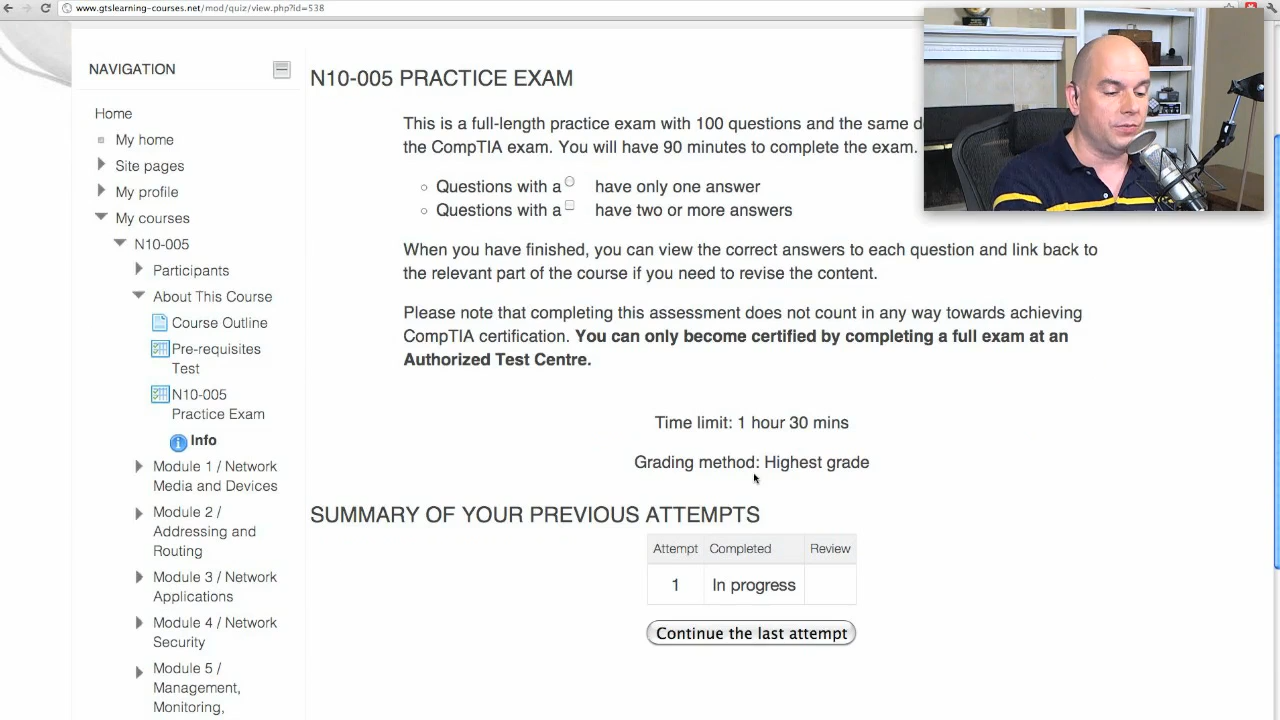 www.gtslearning-courses.net/mod/quiz/view.php?id=538
NAVIGATION
Home
My home
Site pages
My profile
My courses
N10-005
Participants
About This Course
Course Outline
Pre-requisites
Test
N10-005
Practice Exam
Info
Module 1 / Network
Media and Devices
Module 2 /
Addressing and
Routing
Module 3 / Network
Applications
Module 4 / Network
Security
Module 5 /
Management,
Monitoring,
N10-005 PRACTICE EXAM
This is a full-length practice exam with 100 questions and the same
the CompTIA exam. You will have 90 minutes to complete the exam.
Questions with a have only one answer
Questions with a have two or more answers
When you have finished, you can view the correct answers to each question and link back to
the relevant part of the course if you need to revise the content.
Please note that completing this assessment does not count in any way towards achieving
CompTIA certification. You can only become certified by completing a full exam at an
Authorized Test Centre.
Time limit: 1 hour 30 mins
Grading method: Highest grade
SUMMARY OF YOUR PREVIOUS ATTEMPTS
Attempt Completed Review
1 In progress
Continue the last attempt